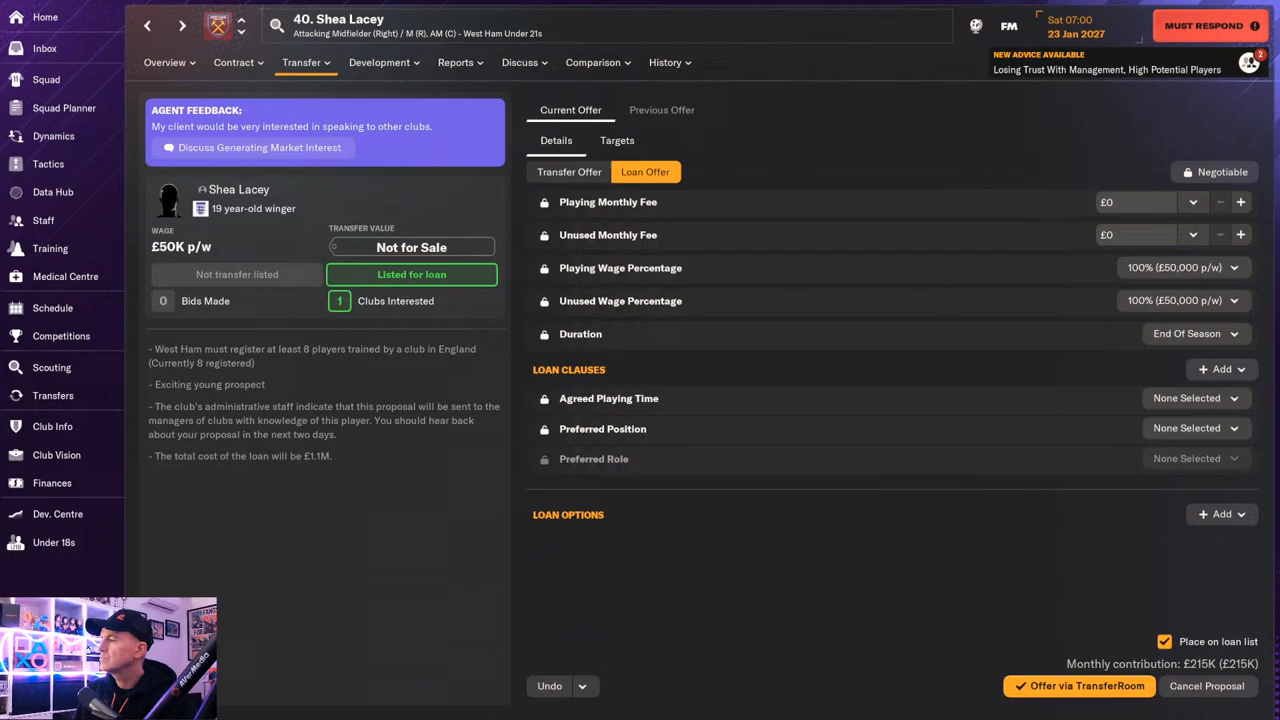 Home
Inbox
Squad
Squad Planner
Dynamics
Tactics
Data Hub
Staff
Training
Medical Centre
Schedule
Competitions
Scouting
Transfers
Club Info
Club Vision
Finances
Dev. Centre
Under 18s
40. Shea Lacey
Attacking Midfielder (Right) / M (R), AM (C) - West Ham Under 21s
FM
Sat 07:00
23 Jan 2027
MUST RESPOND
Overview
Contract
Transfer
Development
Reports
Discuss
Comparison
History
NEW ADVICE AVAILABLE
Losing Trust With Management, High Potential Players
2
AGENT FEEDBACK:
My client would be very interested in speaking to other clubs.
Discuss Generating Market Interest
Shea Lacey
19 year-old winger
WAGE
£50K p/w
TRANSFER VALUE
Not for Sale
Not transfer listed
Listed for loan
0 Bids Made
1 Clubs Interested
- West Ham must register at least 8 players trained by a club in England
(Currently 8 registered)
- Exciting young prospect
- The club's administrative staff indicate that this proposal will be sent to the
managers of clubs with knowledge of this player. You should hear back
about your proposal in the next two days.
- The total cost of the loan will be £1.1M.
Current Offer
Previous Offer
Details
Targets
Transfer Offer
Loan Offer
Negotiable
Playing Monthly Fee £0
Unused Monthly Fee £0
Playing Wage Percentage 100% (£50,000 p/w)
Unused Wage Percentage 100% (£50,000 p/w)
Duration End Of Season
LOAN CLAUSES + Add
Agreed Playing Time None Selected
Preferred Position None Selected
Preferred Role None Selected
LOAN OPTIONS + Add
Place on loan list
Monthly contribution: £215K (£215K)
Undo
Offer via TransferRoom
Cancel Proposal